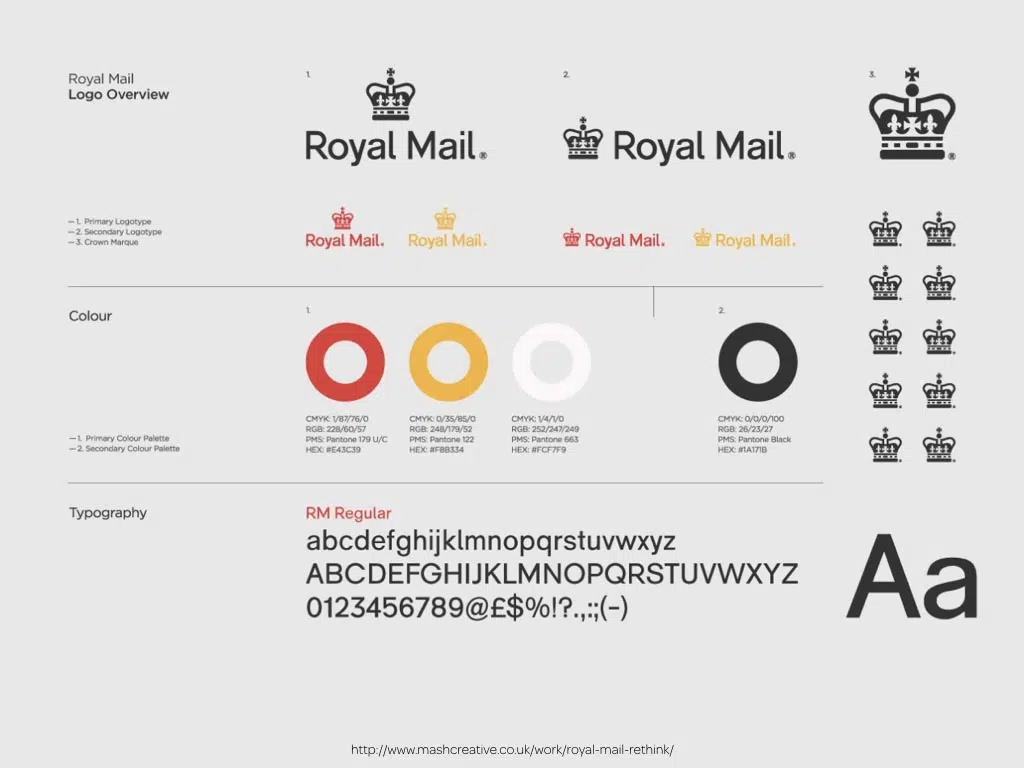 Royal Mail
Logo Overview
1.
Royal Mail.®
2.
Royal Mail.®
3.
®
— 1. Primary Logotype
— 2. Secondary Logotype
— 3. Crown Marque
Royal Mail.
Royal Mail.
Royal Mail.
Royal Mail.
Colour
1.
2.
— 1. Primary Colour Palette
— 2. Secondary Colour Palette
CMYK: 1/87/76/0
RGB: 228/60/57
PMS: Pantone 179 U/C
HEX: #E43C39
CMYK: 0/35/85/0
RGB: 248/179/52
PMS: Pantone 122
HEX: #F8B334
CMYK: 1/4/1/0
RGB: 252/247/249
PMS: Pantone 663
HEX: #FCF7F9
CMYK: 0/0/0/100
RGB: 26/23/27
PMS: Pantone Black
HEX: #1A171B
Typography
RM Regular
abcdefghijklmnopqrstuvwxyz
ABCDEFGHIJKLMNOPQRSTUVWXYZ
0123456789@£$%!?.,:;(-)
Aa
http://www.mashcreative.co.uk/work/royal-mail-rethink/